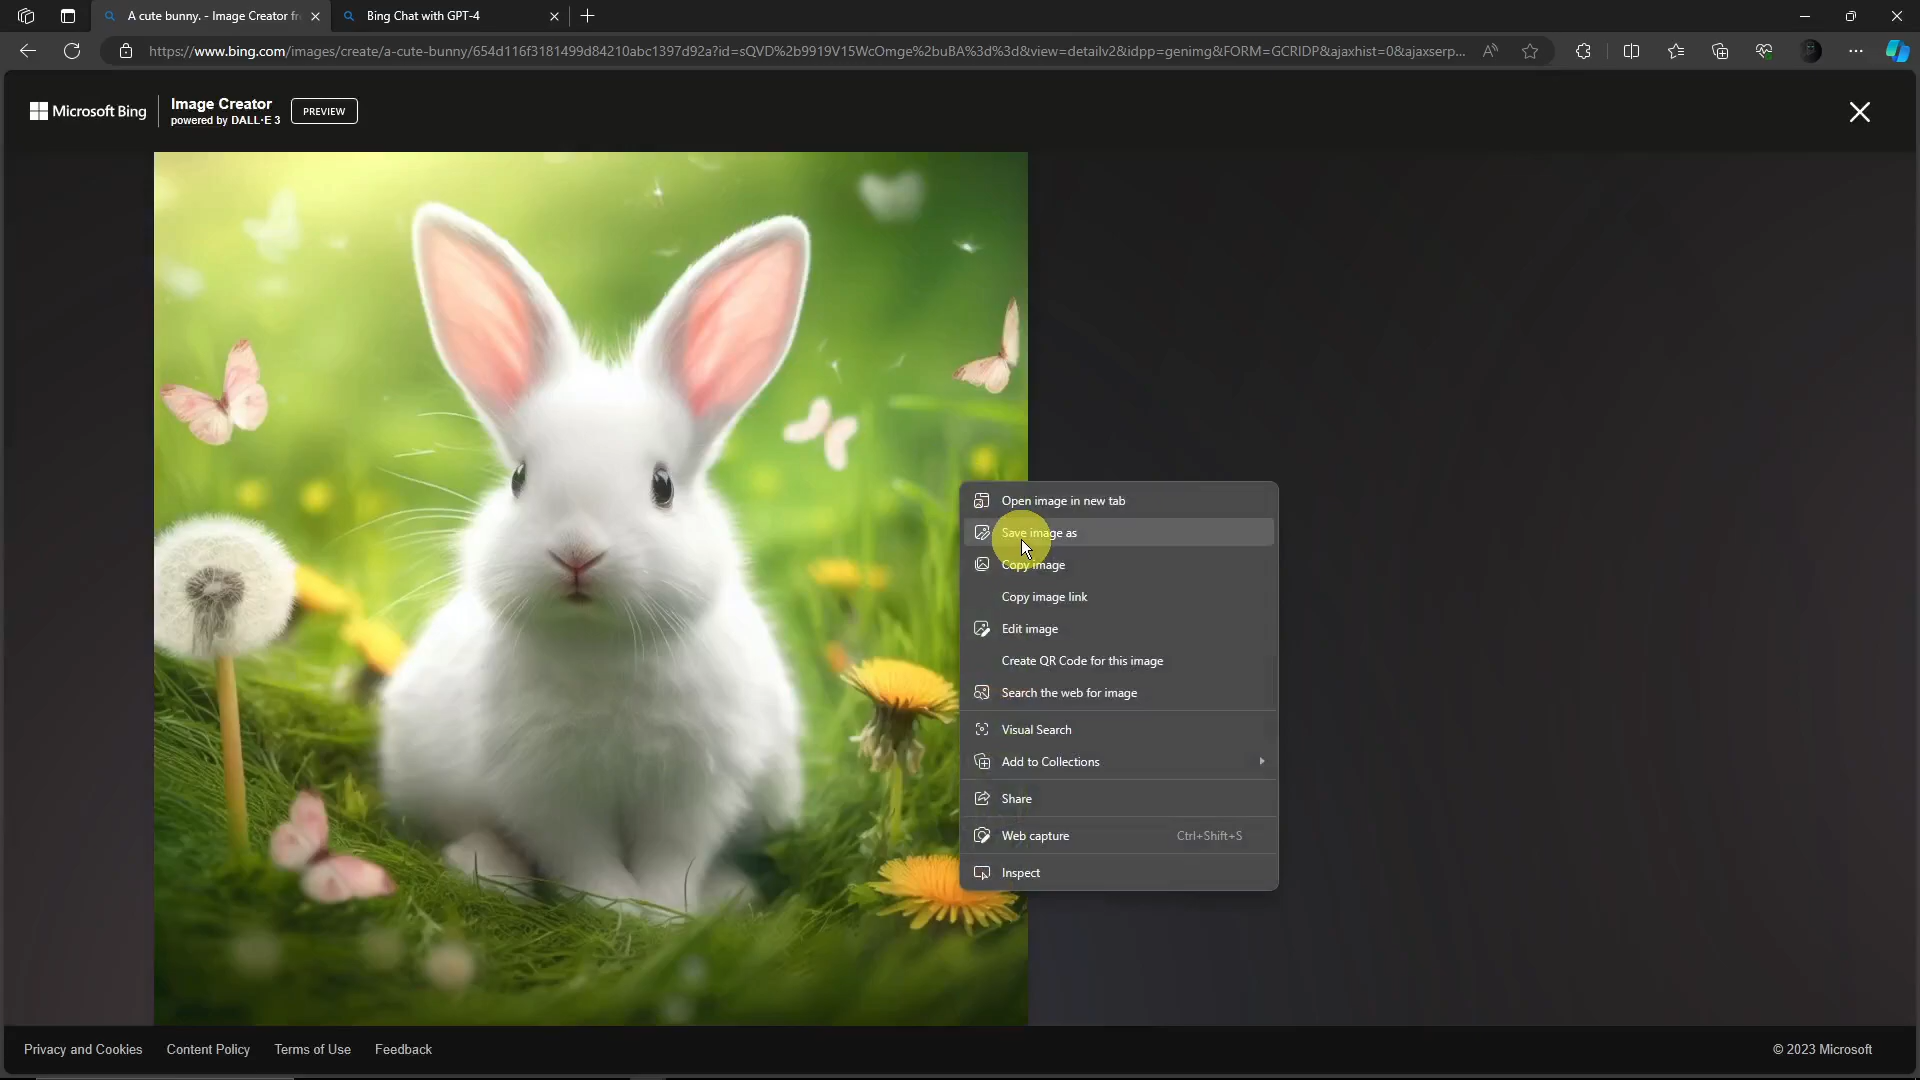 A cute bunny. - Image Creator fr
Bing Chat with GPT-4
https://www.bing.com/images/create/a-cute-bunny/654d116f3181499d84210abc1397d92a?id=sQVD%2b9919V15WcOmge%2buBA%3d%3d&view=detailv2&idpp=genimg&FORM=GCRIDP&ajaxhist=0&ajaxserp...
Microsoft Bing
Image Creator
powered by DALL·E 3
PREVIEW
Open image in new tab
Save image as
Copy image
Copy image link
Edit image
Create QR Code for this image
Search the web for image
Visual Search
Add to Collections
Share
Web capture Ctrl+Shift+S
Inspect
Privacy and Cookies Content Policy Terms of Use Feedback © 2023 Microsoft